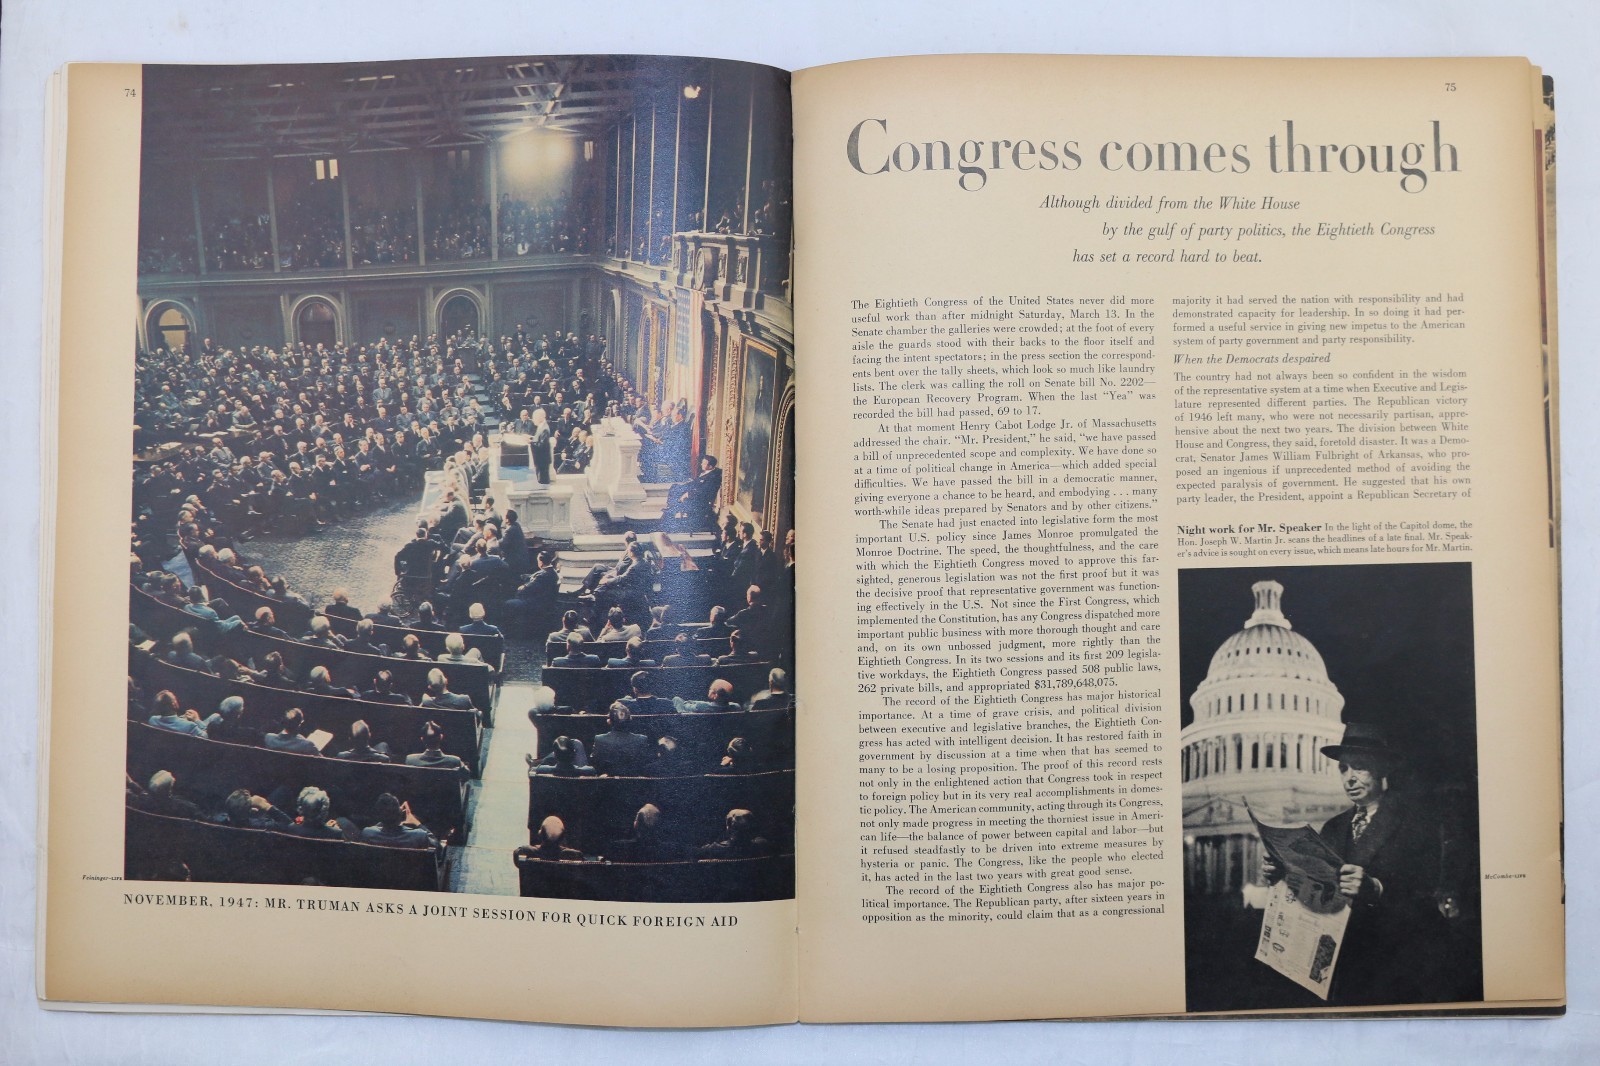 74
Feininger-LIFE
NOVEMBER, 1947: MR. TRUMAN ASKS A JOINT SESSION FOR QUICK FOREIGN AID
75
Congress comes through
Although divided from the White House
by the gulf of party politics, the Eightieth Congress
has set a record hard to beat.
The Eightieth Congress of the United States never did more
useful work than after midnight Saturday, March 13. In the
Senate chamber the galleries were crowded; at the foot of every
aisle the guards stood with their backs to the floor itself and
facing the intent spectators; in the press section the correspond-
ents bent over the tally sheets, which look so much like laundry
lists. The clerk was calling the roll on Senate bill No. 2202—
the European Recovery Program. When the last "Yea" was
recorded the bill had passed, 69 to 17.
At that moment Henry Cabot Lodge Jr. of Massachusetts
addressed the chair. "Mr. President," he said, "we have passed
a bill of unprecedented scope and complexity. We have done so
at a time of political change in America—which added special
difficulties. We have passed the bill in a democratic manner,
giving everyone a chance to be heard, and embodying . . . many
worth-while ideas prepared by Senators and by other citizens."
The Senate had just enacted into legislative form the most
important U.S. policy since James Monroe promulgated the
Monroe Doctrine. The speed, the thoughtfulness, and the care
with which the Eightieth Congress moved to approve this far-
sighted, generous legislation was not the first proof but it was
the decisive proof that representative government was function-
ing effectively in the U.S. Not since the First Congress, which
implemented the Constitution, has any Congress dispatched more
important public business with more thorough thought and care
and, on its own unbossed judgment, more rightly than the
Eightieth Congress. In its two sessions and its first 209 legisla-
tive workdays, the Eightieth Congress passed 508 public laws,
262 private bills, and appropriated $31,789,648,075.
The record of the Eightieth Congress has major historical
importance. At a time of grave crisis, and political division
between executive and legislative branches, the Eightieth Con-
gress has acted with intelligent decision. It has restored faith in
government by discussion at a time when that has seemed to
many to be a losing proposition. The proof of this record rests
not only in the enlightened action that Congress took in respect
to foreign policy but in its very real accomplishments in domes-
tic policy. The American community, acting through its Congress,
not only made progress in meeting the thorniest issue in Ameri-
can life—the balance of power between capital and labor—but
it refused steadfastly to be driven into extreme measures by
hysteria or panic. The Congress, like the people who elected
it, has acted in the last two years with great good sense.
The record of the Eightieth Congress also has major po-
litical importance. The Republican party, after sixteen years in
opposition as the minority, could claim that as a congressional
majority it had served the nation with responsibility and had
demonstrated capacity for leadership. In so doing it had per-
formed a useful service in giving new impetus to the American
system of party government and party responsibility.
When the Democrats despaired
The country had not always been so confident in the wisdom
of the representative system at a time when Executive and Legis-
lature represented different parties. The Republican victory
of 1946 left many, who were not necessarily partisan, appre-
hensive about the next two years. The division between White
House and Congress, they said, foretold disaster. It was a Demo-
crat, Senator James William Fulbright of Arkansas, who pro-
posed an ingenious if unprecedented method of avoiding the
expected paralysis of government. He suggested that his own
party leader, the President, appoint a Republican Secretary of
Night work for Mr. Speaker In the light of the Capitol dome, the
Hon. Joseph W. Martin Jr. scans the headlines of a late final. Mr. Speak-
er's advice is sought on every issue, which means late hours for Mr. Martin.
McCombe-LIFE